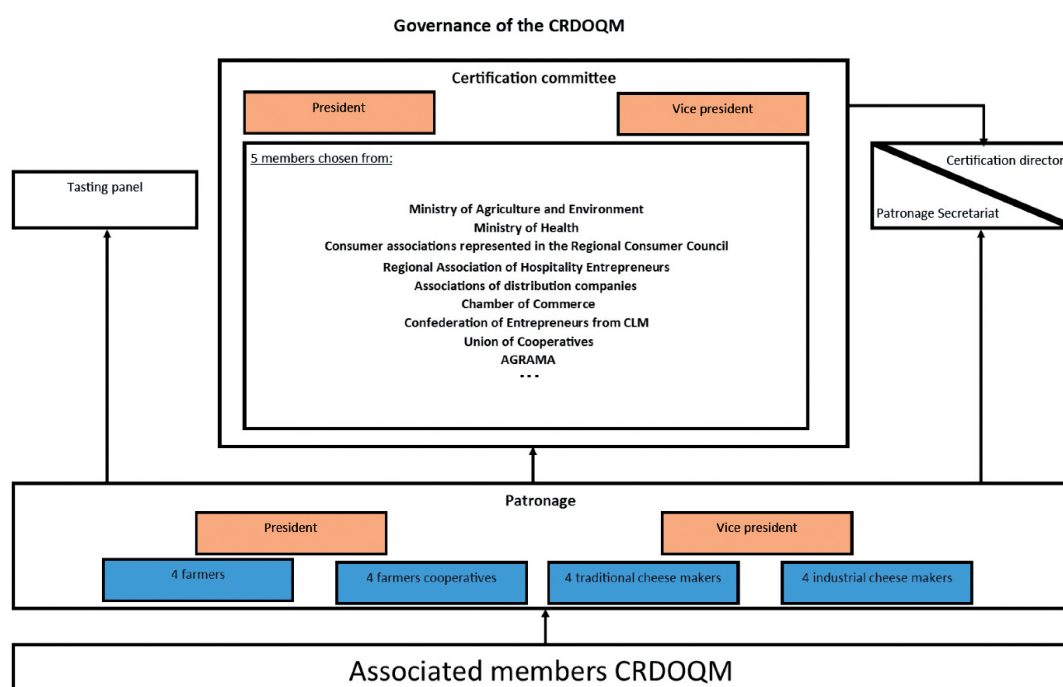 Governance of the CRDOQM
Certification committee
President
Vice president
5 members chosen from:
Ministry of Agriculture and Environment
Ministry of Health
Consumer associations represented in the Regional Consumer Council
Regional Association of Hospitality Entrepreneurs
Associations of distribution companies
Chamber of Commerce
Confederation of Entrepreneurs from CLM
Union of Cooperatives
AGRAMA
- - -
Tasting panel
Certification director
Patronage Secretariat
Patronage
President
Vice president
4 farmers
4 farmers cooperatives
4 traditional cheese makers
4 industrial cheese makers
Associated members CRDOQM